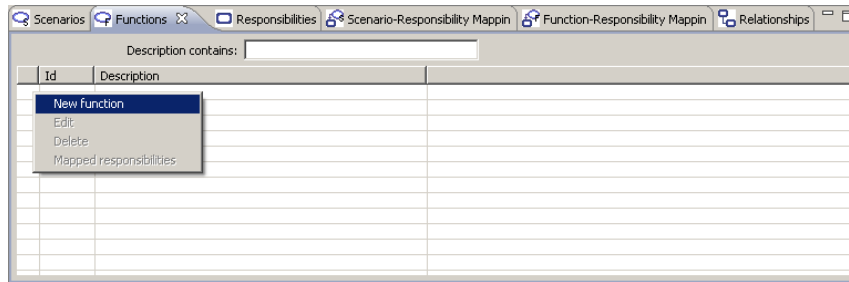 Scenarios Functions Responsibilities Scenario-Responsibility Mappin Function-Responsibility Mappin Relationships
Description contains:
Id Description
New function
Edit
Delete
Mapped responsibilities